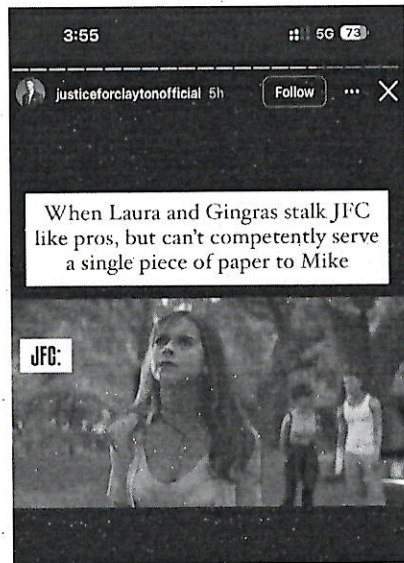 3:55 5G 73
justiceforclaytonofficial 5h Follow ... X
When Laura and Gingras stalk JFC
like pros, but can't competently serve
a single piece of paper to Mike
JFC: